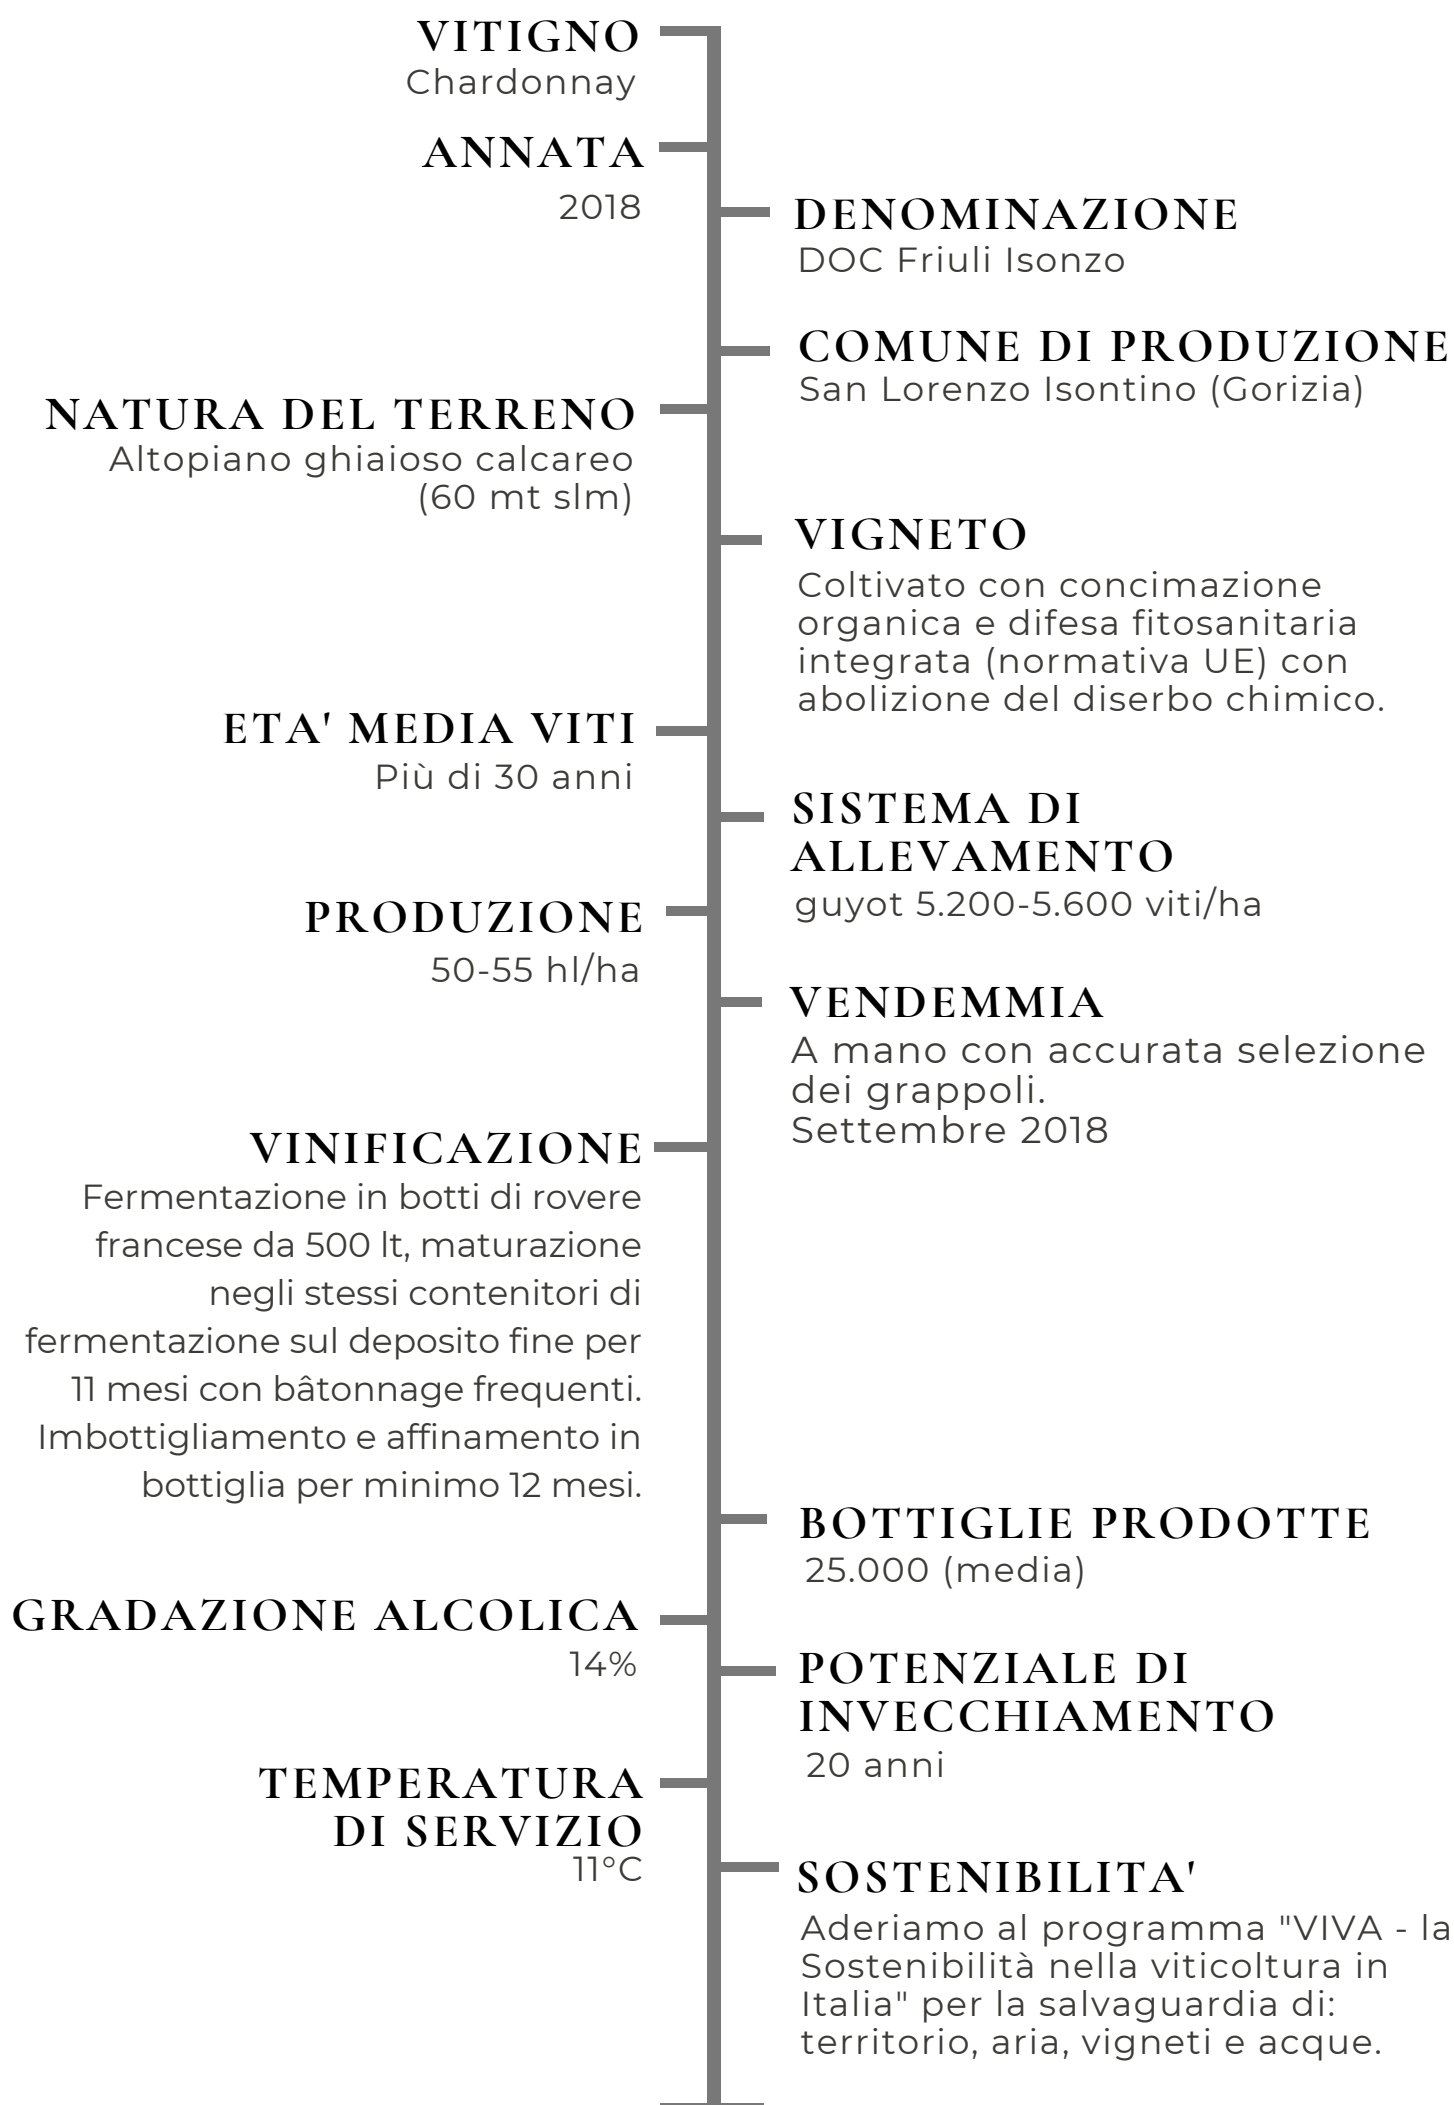 VITIGNO
Chardonnay
ANNATA
2018
DENOMINAZIONE
DOC Friuli Isonzo
COMUNE DI PRODUZIONE
San Lorenzo Isontino (Gorizia)
NATURA DEL TERRENO
Altopiano ghiaioso calcareo
(60 mt slm)
VIGNETO
Coltivato con concimazione
organica e difesa fitosanitaria
integrata (normativa UE) con
abolizione del diserbo chimico.
ETA' MEDIA VITI
Più di 30 anni
SISTEMA DI
ALLEVAMENTO
guyot 5.200-5.600 viti/ha
PRODUZIONE
50-55 hl/ha
VENDEMMIA
A mano con accurata selezione
dei grappoli.
Settembre 2018
VINIFICAZIONE
Fermentazione in botti di rovere
francese da 500 lt, maturazione
negli stessi contenitori di
fermentazione sul deposito fine per
11 mesi con bâtonnage frequenti.
Imbottigliamento e affinamento in
bottiglia per minimo 12 mesi.
BOTTIGLIE PRODOTTE
25.000 (media)
GRADAZIONE ALCOLICA
14%
POTENZIALE DI
INVECCHIAMENTO
20 anni
TEMPERATURA
DI SERVIZIO
11°C
SOSTENIBILITA'
Aderiamo al programma "VIVA - la
Sostenibilità nella viticoltura in
Italia" per la salvaguardia di:
territorio, aria, vigneti e acque.